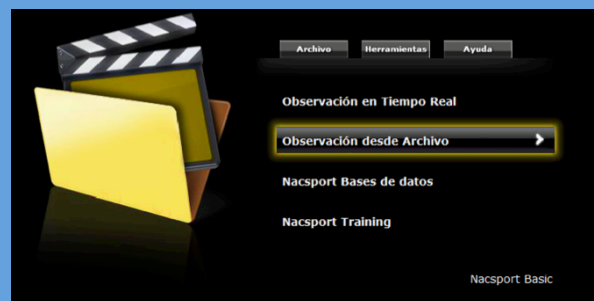 Archivo Herramientas Ayuda
Observación en Tiempo Real
Observación desde Archivo
Nacsport Bases de datos
Nacsport Training
Nacsport Basic